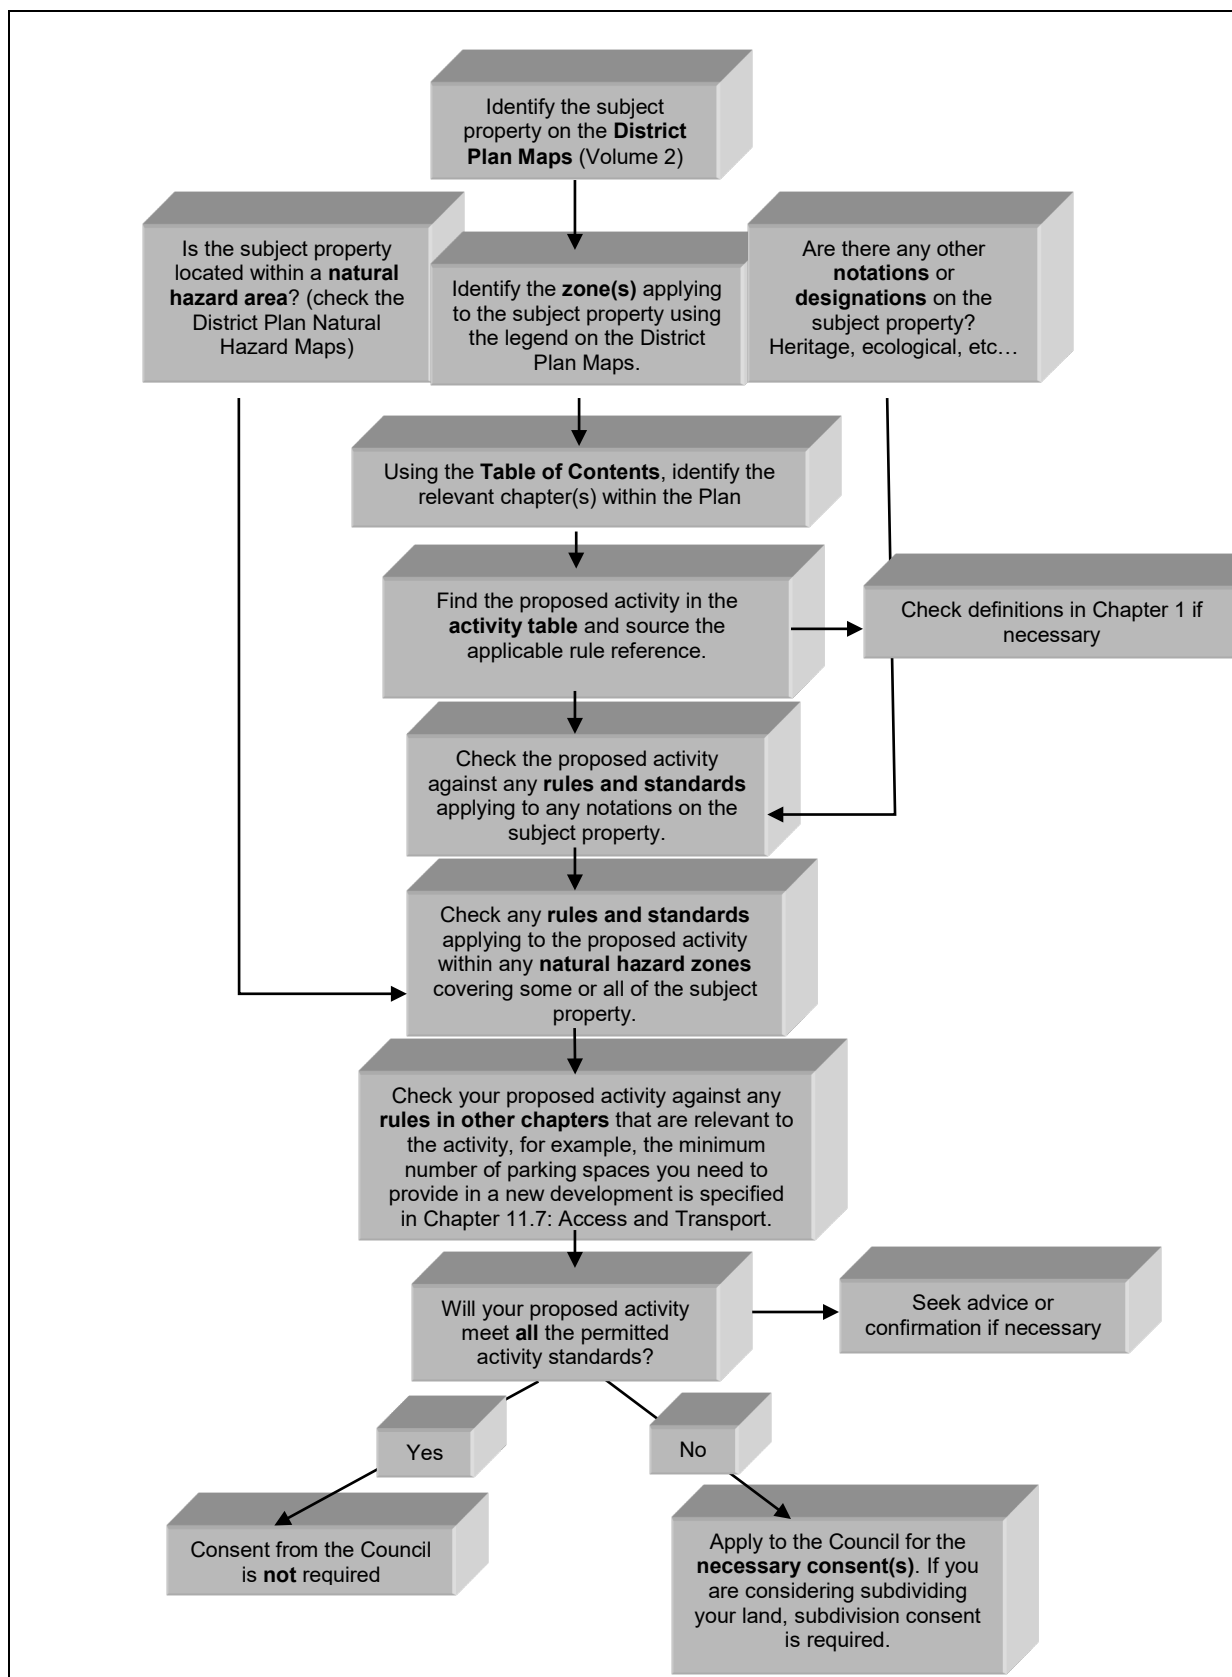 Identify the subject
property on the District
Plan Maps (Volume 2)
Is the subject property
located within a natural
hazard area? (check the
District Plan Natural
Hazard Maps)
Identify the zone(s) applying
to the subject property using
the legend on the District
Plan Maps.
Are there any other
notations or
designations on the
subject property?
Heritage, ecological, etc…
Using the Table of Contents, identify the
relevant chapter(s) within the Plan
Find the proposed activity in the
activity table and source the
applicable rule reference.
Check definitions in Chapter 1 if
necessary
Check the proposed activity
against any rules and standards
applying to any notations on the
subject property.
Check any rules and standards
applying to the proposed activity
within any natural hazard zones
covering some or all of the subject
property.
Check your proposed activity against any
rules in other chapters that are relevant to
the activity, for example, the minimum
number of parking spaces you need to
provide in a new development is specified
in Chapter 11.7: Access and Transport.
Will your proposed activity
meet all the permitted
activity standards?
Seek advice or
confirmation if necessary
Yes
No
Consent from the Council
is not required
Apply to the Council for the
necessary consent(s). If you
are considering subdividing
your land, subdivision consent
is required.